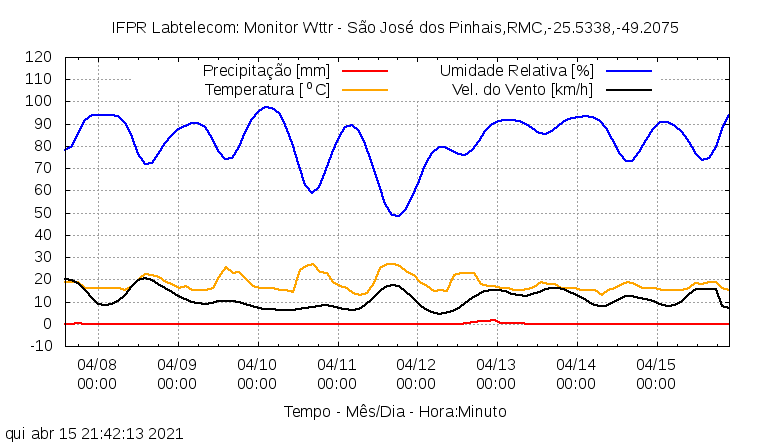 IFPR Labtelecom: Monitor Wttr - São José dos Pinhais,RMC,-25.5338,-49.2075
120
110
100
90
80
70
60
50
40
30
20
10
0
-10
Precipitação [mm]
Temperatura [⁰C]
Umidade Relativa [%]
Vel. do Vento [km/h]
04/08 04/09 04/10 04/11 04/12 04/13 04/14 04/15
00:00 00:00 00:00 00:00 00:00 00:00 00:00 00:00
Tempo - Mês/Dia - Hora:Minuto
qui abr 15 21:42:13 2021